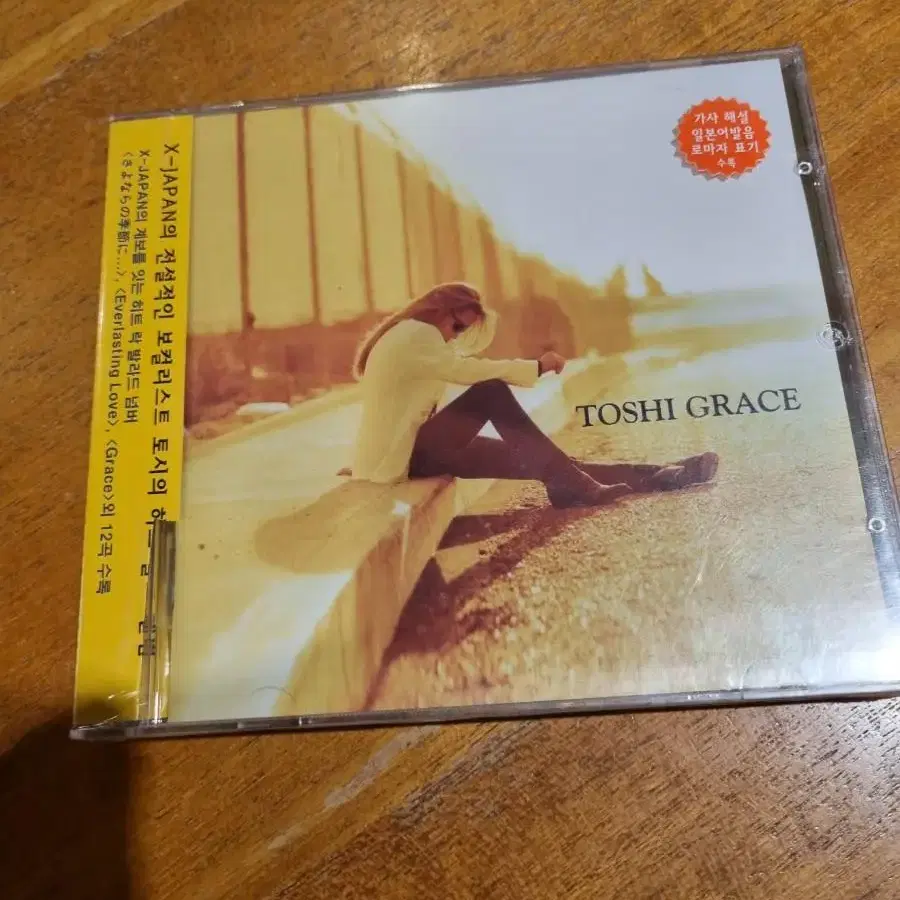 X-JAPAN의 전설적인 보컬리스트 토시의
X-JAPAN의 계보를 잇는 히트 락 발라드 넘버
<さよならの季節に....>, <Everlasting Love>, <Grace>외 12곡 수록
가사 해설
일본어발음
로마자 표기
수록
TOSHI GRACE